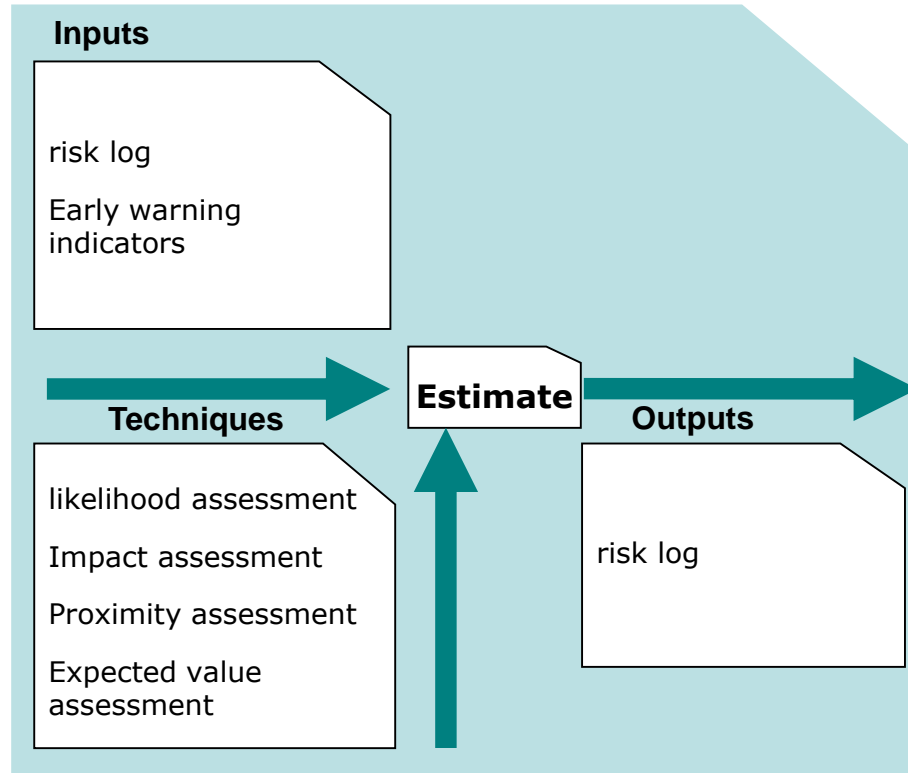 Inputs
risk log
Early warning
indicators
Estimate
Techniques
likelihood assessment
Impact assessment
Proximity assessment
Expected value
assessment
Outputs
risk log